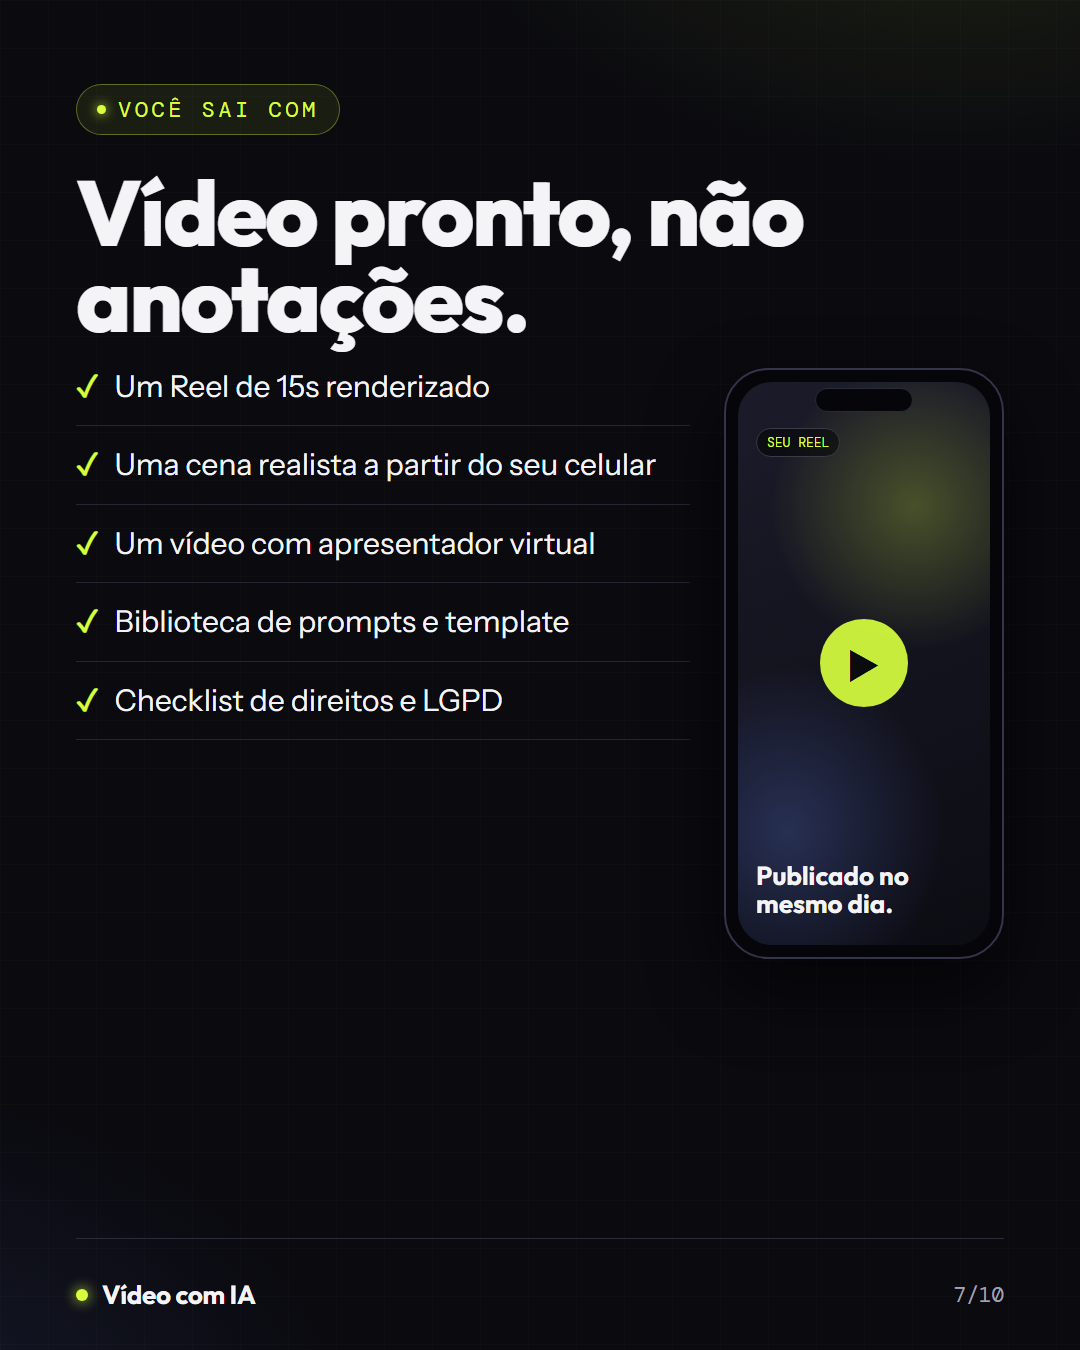 VOCÊ SAI COM
Vídeo pronto, não
anotações.
✓ Um Reel de 15s renderizado
✓ Uma cena realista a partir do seu celular
✓ Um vídeo com apresentador virtual
✓ Biblioteca de prompts e template
✓ Checklist de direitos e LGPD
SEU REEL
Publicado no
mesmo dia.
Vídeo com IA
7/10